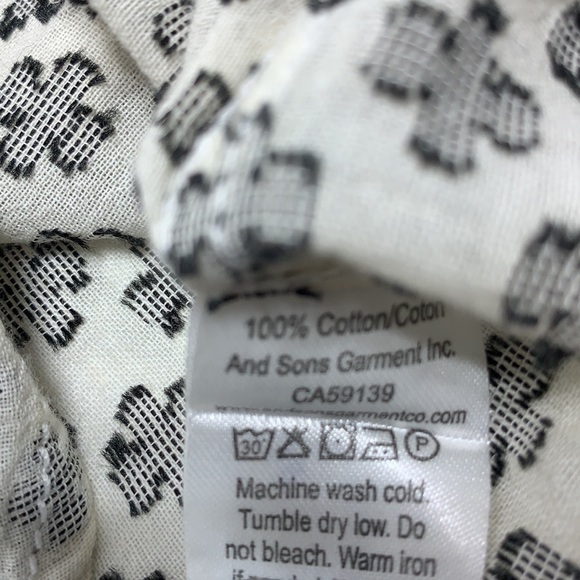 100% Cotton/Coton
And Sons Garment Inc.
CA59139
30 P
Machine wash cold.
Tumble dry low. Do
not bleach. Warm iron